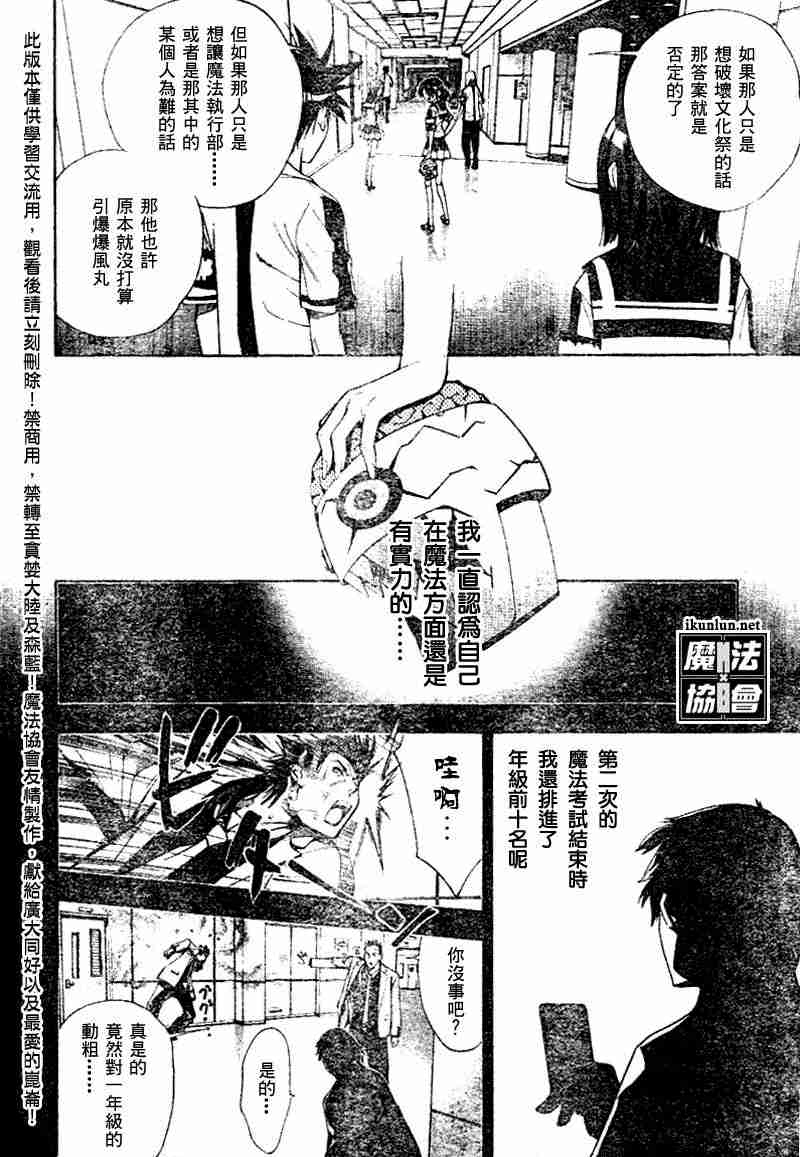 如果那人只是
想破壞文化祭的話
那答案就是
否定的了
但如果那人只是
想讓魔法執行部……
或者是那其中的
某個人為難的話
那他也許
原本就沒打算
引爆爆風丸
我一直認為自己
在魔法方面還是
有實力的……
ikunlun.net
魔法
協會
第二次的
魔法考試結束時
我還排進了
年級前十名呢
哇啊…
ドドッ
你沒事吧?
ググ…
是的……
真是的
竟然對一年級的
動粗……
此版本僅供學習交流用，觀看後請立刻刪除！禁商用，禁轉至貪婪大陸及森藍！魔法協會友情製作，獻給廣大同好以及最愛的崑崙！